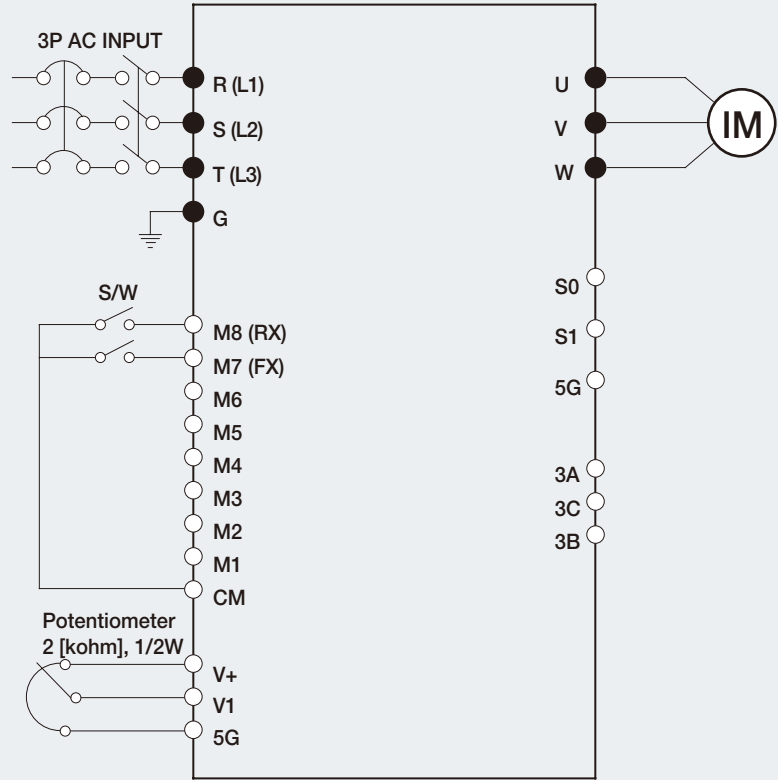 3P AC INPUT
R (L1)
S (L2)
T (L3)
G
S/W
M8 (RX)
M7 (FX)
M6
M5
M4
M3
M2
M1
CM
Potentiometer
2 [kohm], 1/2W
V+
V1
5G
U
V
W
IM
S0
S1
5G
3A
3C
3B